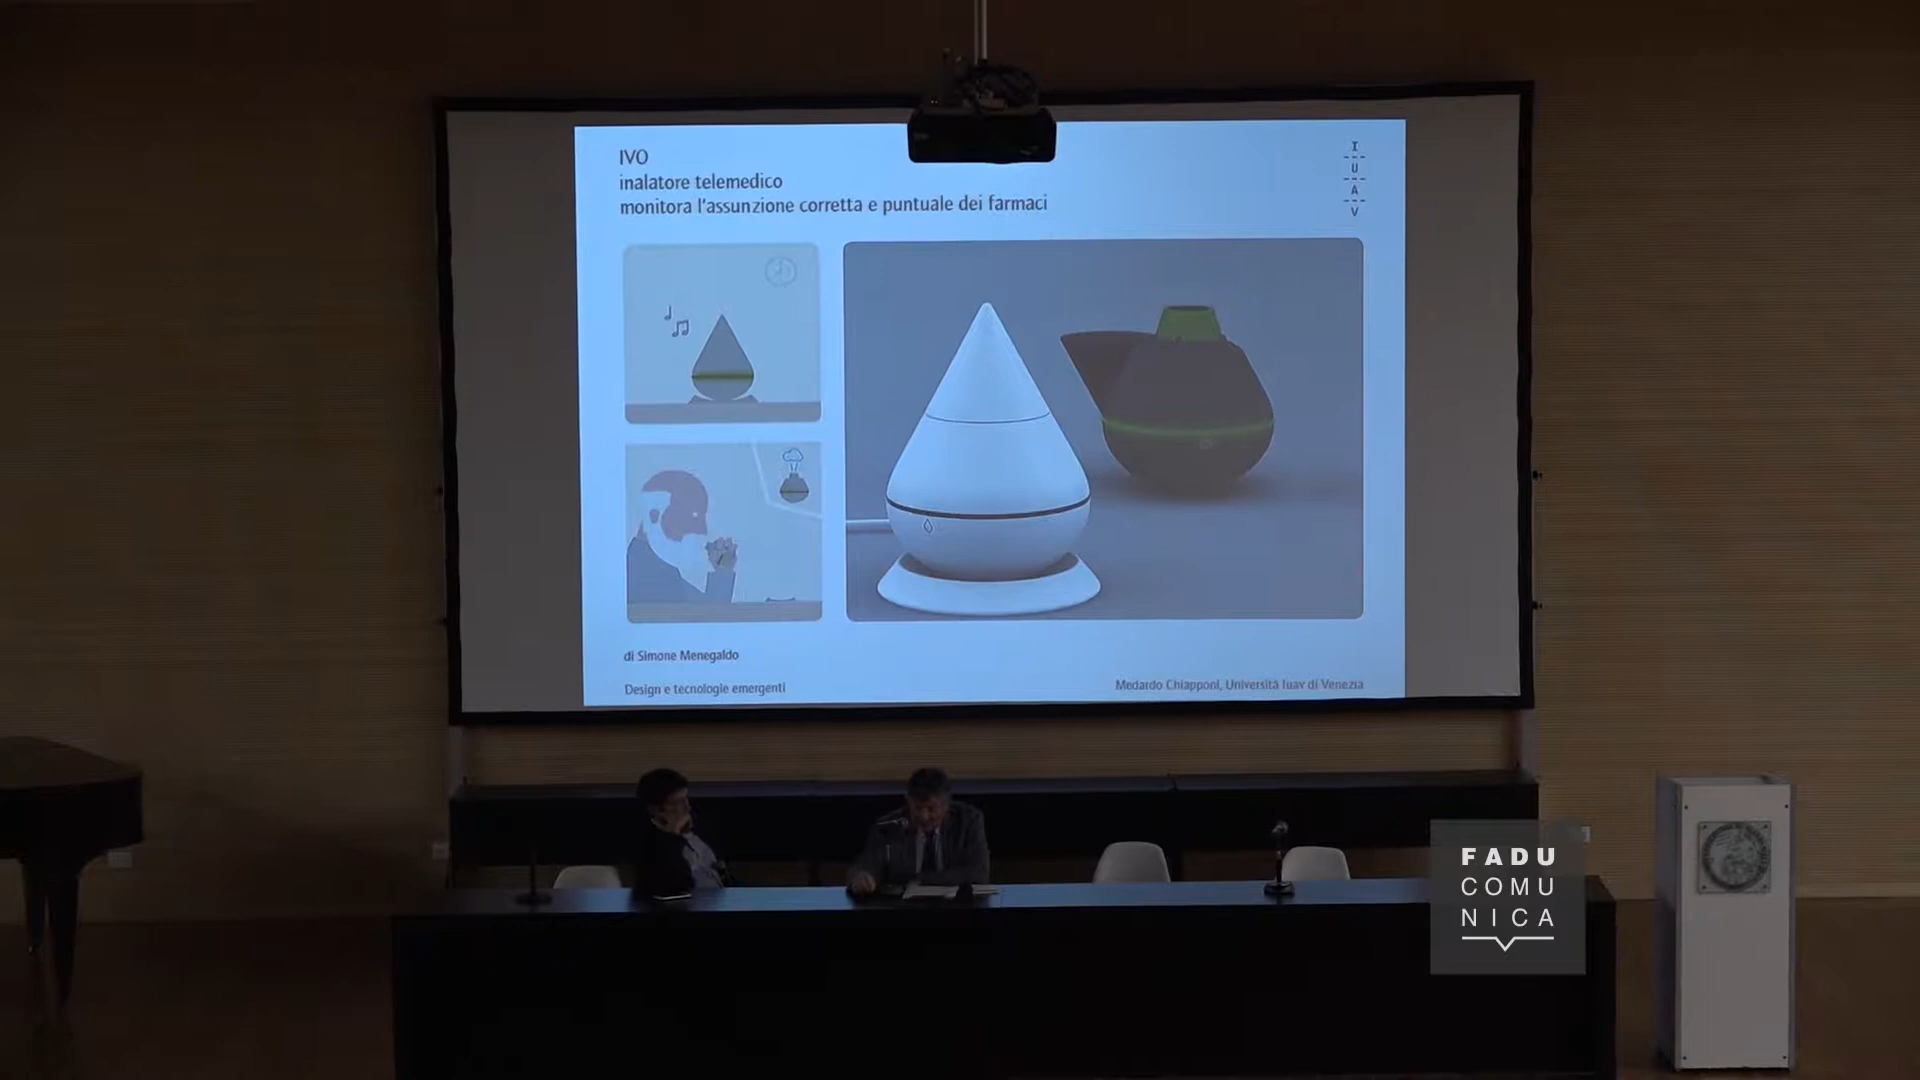 IVO
inalatore telemedico
monitora l'assunzione corretta e puntuale dei farmaci
I
U
A
V
di Simone Menegaldo
Design e tecnologie emergenti
Medardo Chiapponi, Università Iuav di Venezia
FADU
COMU
NICA